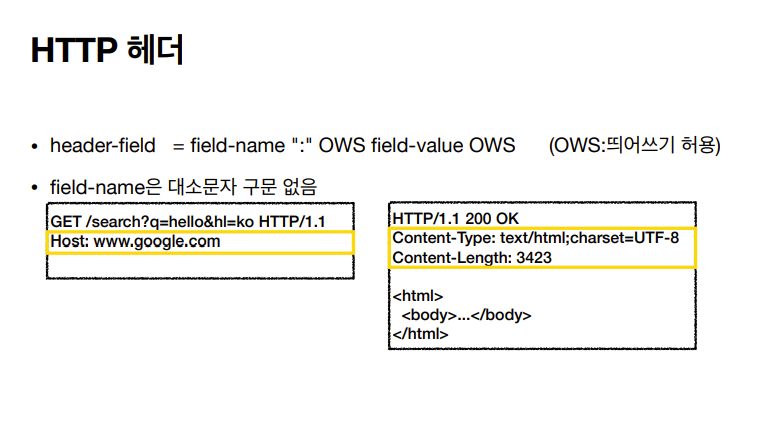 HTTP 헤더
• header-field = field-name ":" OWS field-value OWS (OWS:띄어쓰기 허용)
• field-name은 대소문자 구문 없음
GET /search?q=hello&hl=ko HTTP/1.1
Host: www.google.com
HTTP/1.1 200 OK
Content-Type: text/html;charset=UTF-8
Content-Length: 3423
<html>
<body>...</body>
</html>